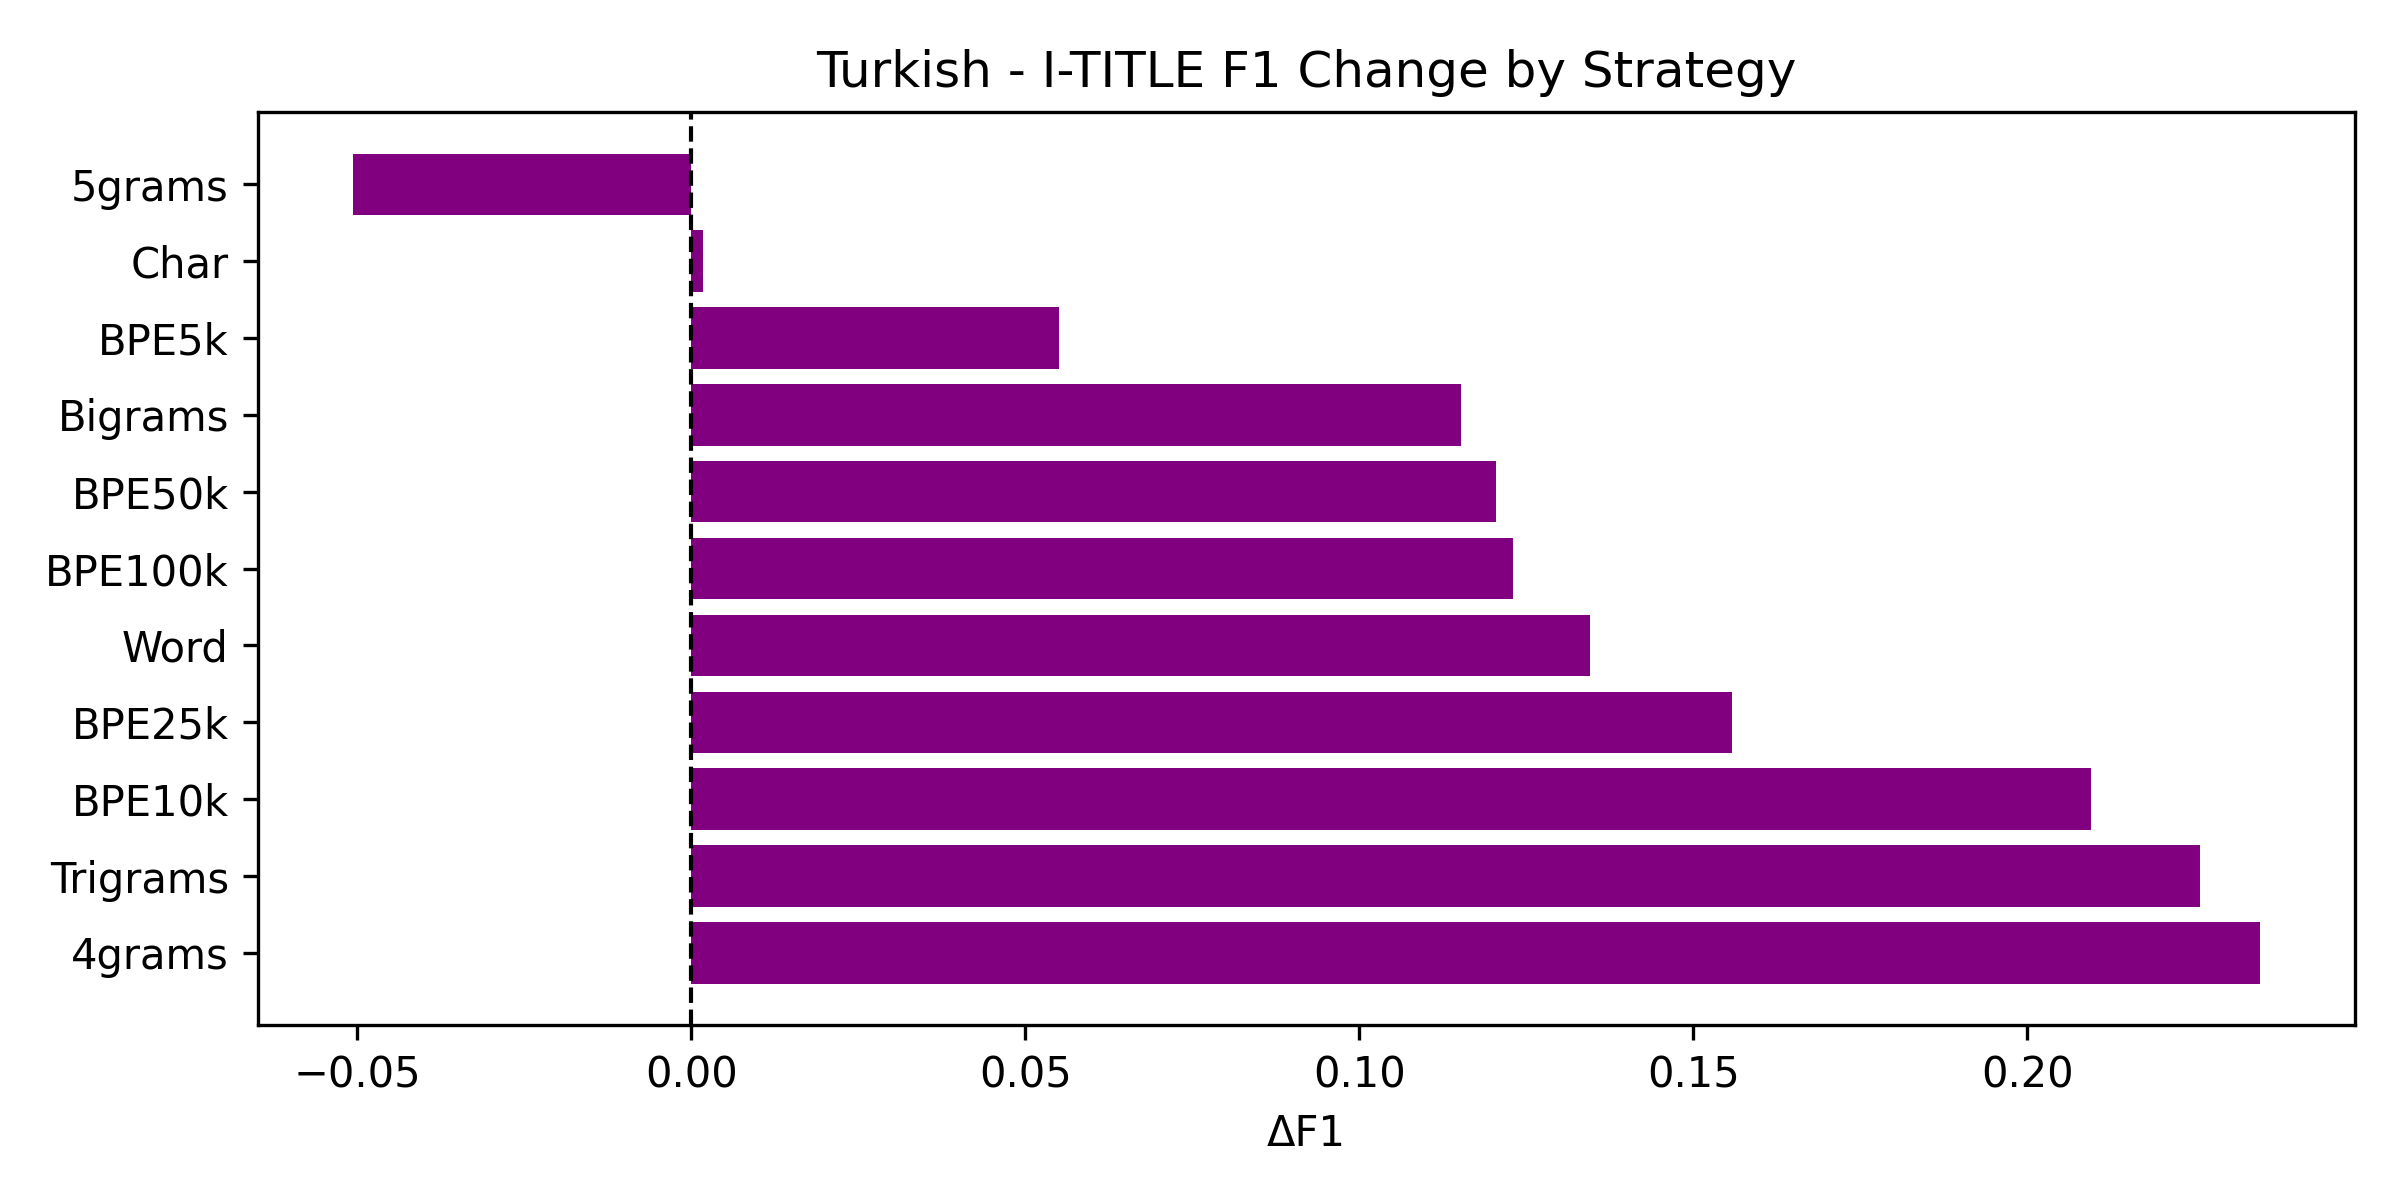 Turkish - I-TITLE F1 Change by Strategy
5grams
Char
BPE5k
Bigrams
BPE50k
BPE100k
Word
BPE25k
BPE10k
Trigrams
4grams
−0.05 0.00 0.05 0.10 0.15 0.20
ΔF1